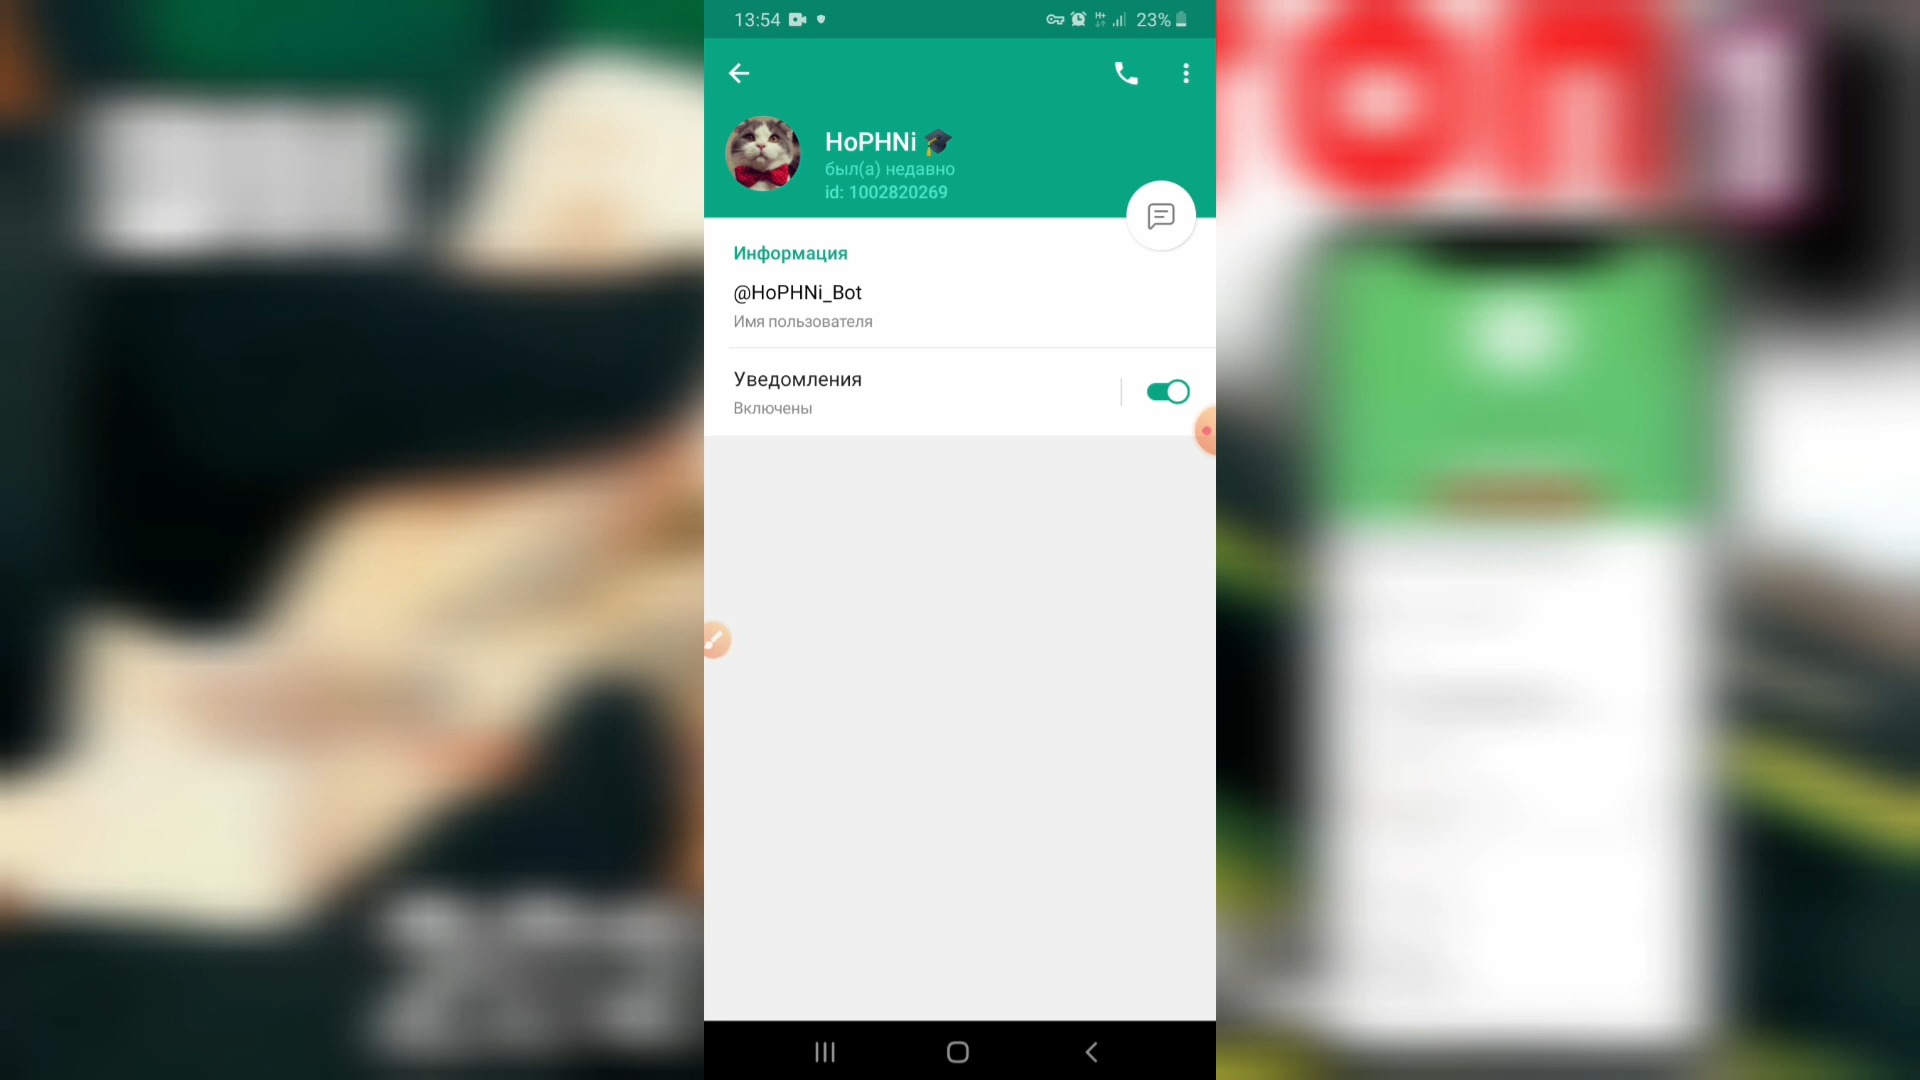 13:54
23%
HoPHNi 🎓
был(а) недавно
id: 1002820269
Информация
@HoPHNi_Bot
Имя пользователя
Уведомления
Включены